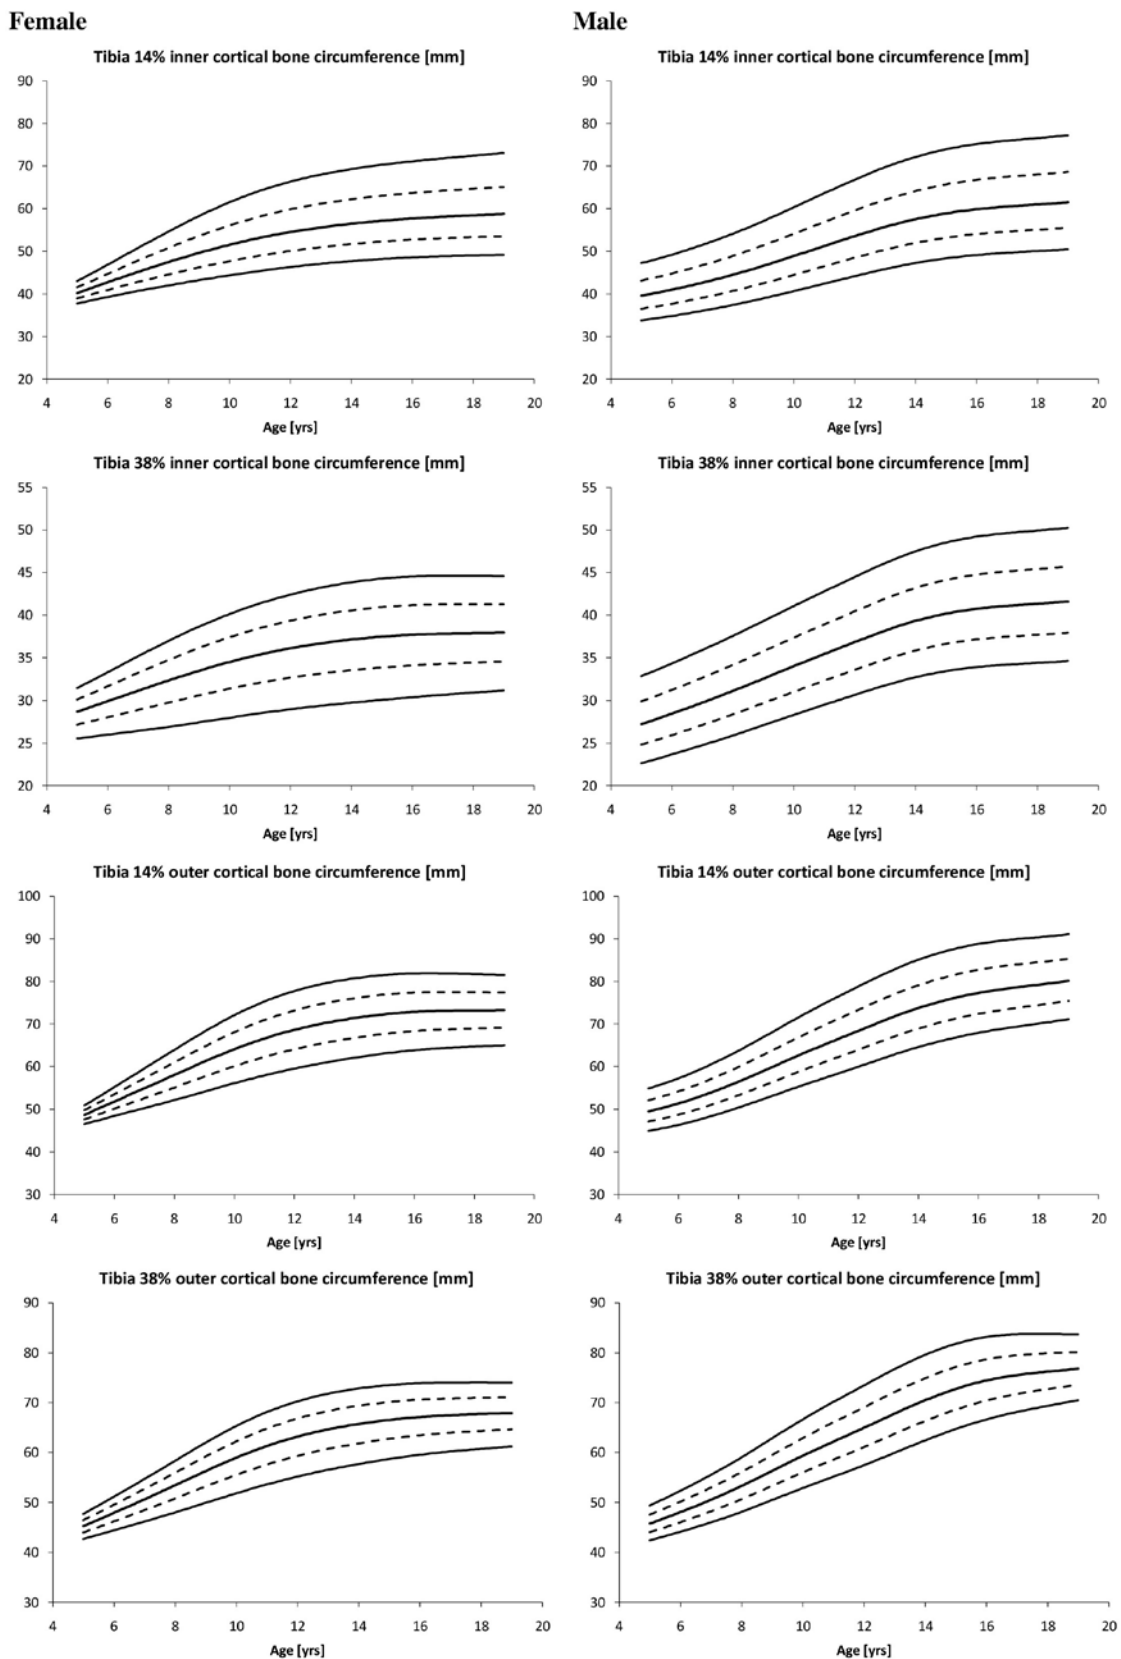 Female Male
Tibia 14% inner cortical bone circumference [mm] Tibia 14% inner cortical bone circumference [mm]
90 90
80 80
70 70
60 60
50 50
40 40
30 30
20 20
4 6 8 10 12 14 16 18 20 4 6 8 10 12 14 16 18 20
Age [yrs] Age [yrs]
Tibia 38% inner cortical bone circumference [mm] Tibia 38% inner cortical bone circumference [mm]
55 55
50 50
45 45
40 40
35 35
30 30
25 25
20 20
4 6 8 10 12 14 16 18 20 4 6 8 10 12 14 16 18 20
Age [yrs] Age [yrs]
Tibia 14% outer cortical bone circumference [mm] Tibia 14% outer cortical bone circumference [mm]
100 100
90 90
80 80
70 70
60 60
50 50
40 40
30 30
4 6 8 10 12 14 16 18 20 4 6 8 10 12 14 16 18 20
Age [yrs] Age [yrs]
Tibia 38% outer cortical bone circumference [mm] Tibia 38% outer cortical bone circumference [mm]
90 90
80 80
70 70
60 60
50 50
40 40
30 30
4 6 8 10 12 14 16 18 20 4 6 8 10 12 14 16 18 20
Age [yrs] Age [yrs]